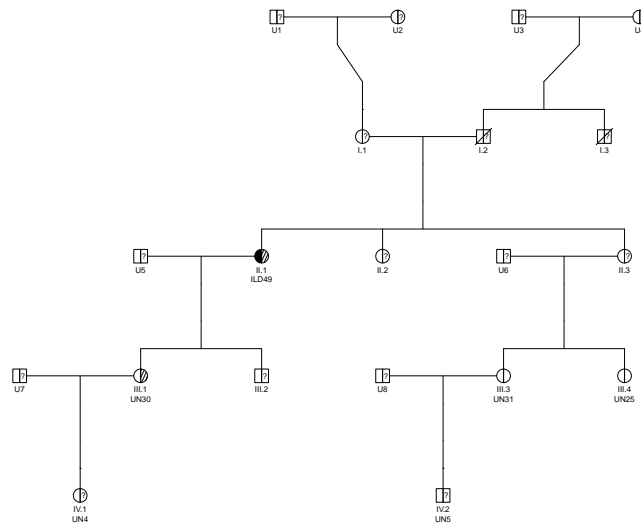 ? ? ? ?
U1 U2 U3 U4
? ? ?
I.1 I.2 I.3
? ? ? ?
U5 II.1 II.2 U6 II.3
ILD49
? ? ?
U7 III.1 III.2 U8 III.3 III.4
UN30 UN31 UN25
? ?
IV.1 IV.2
UN4 UN5